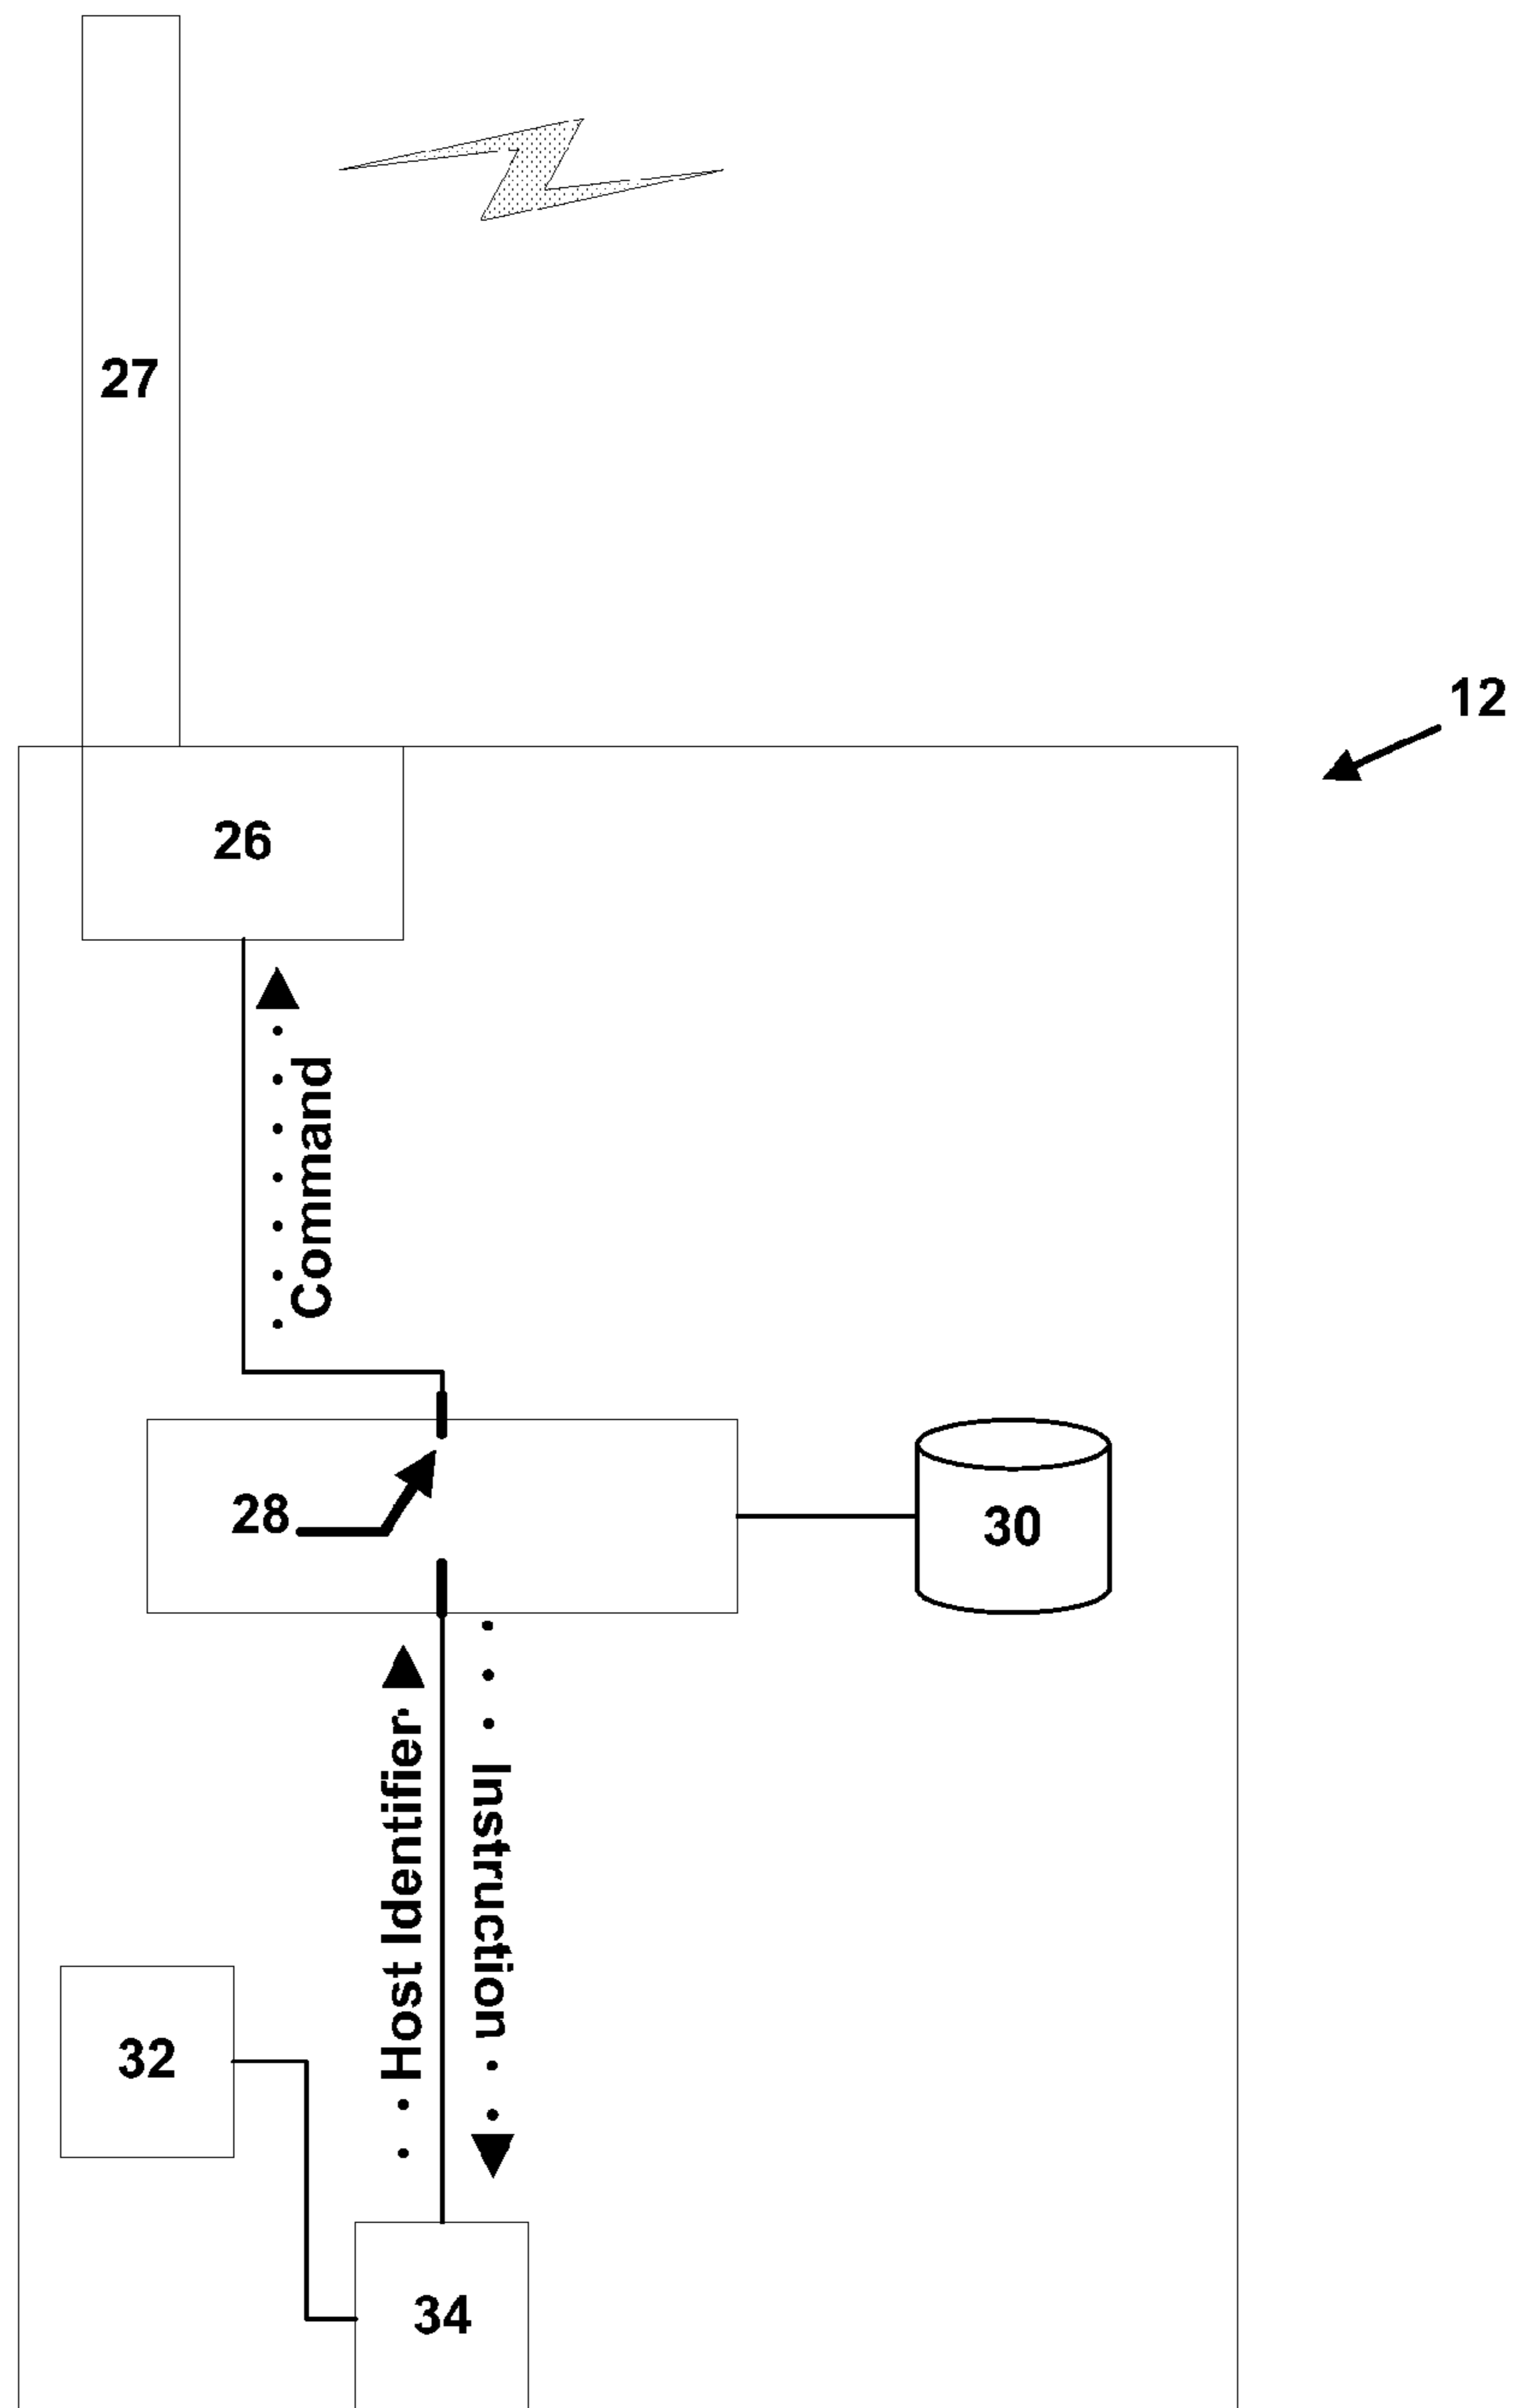 27
12
26
Command
28
30
Host Identifier
Instruction
32
34